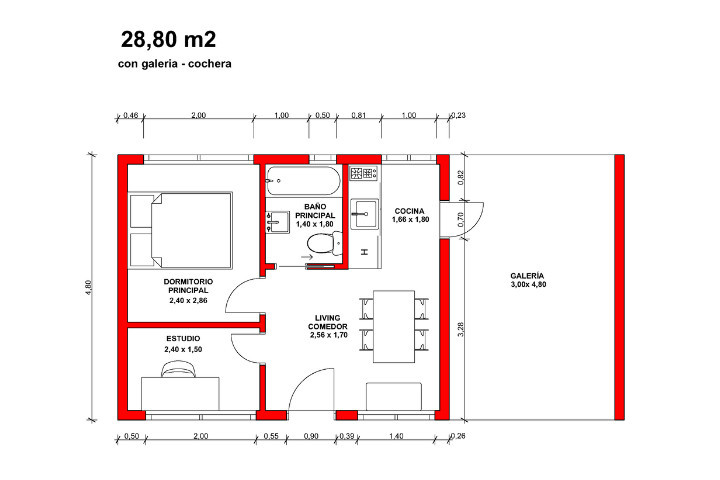 28,80 m2
con galeria - cochera
0.46
2,00
1,00
0,50
0.81
1,00
0,23
0,82
BAÑO
PRINCIPAL
1,40 x 1,80
COCINA
1,66 x 1,80
0,70
H
GALERÍA
3,00x 4,80
DORMITORIO
PRINCIPAL
2,40 x 2,86
4,80
LIVING
COMEDOR
2,56 x 1,70
3,28
ESTUDIO
2,40 x 1,50
0,50
2,00
0.55
0,90
0,39
1.40
0,26